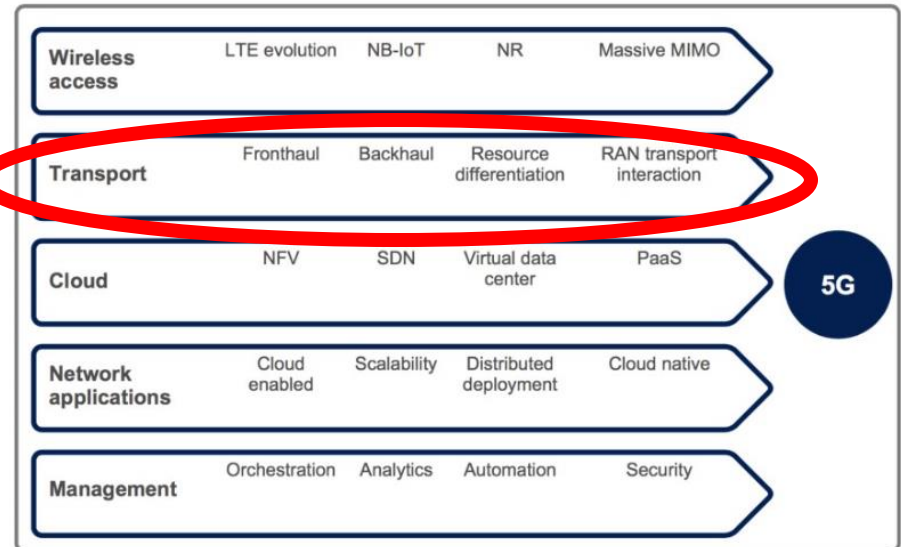 Wireless access
LTE evolution
NB-IoT
NR
Massive MIMO
Transport
Fronthaul
Backhaul
Resource differentiation
RAN transport interaction
Cloud
NFV
SDN
Virtual data center
PaaS
5G
Network applications
Cloud enabled
Scalability
Distributed deployment
Cloud native
Management
Orchestration
Analytics
Automation
Security